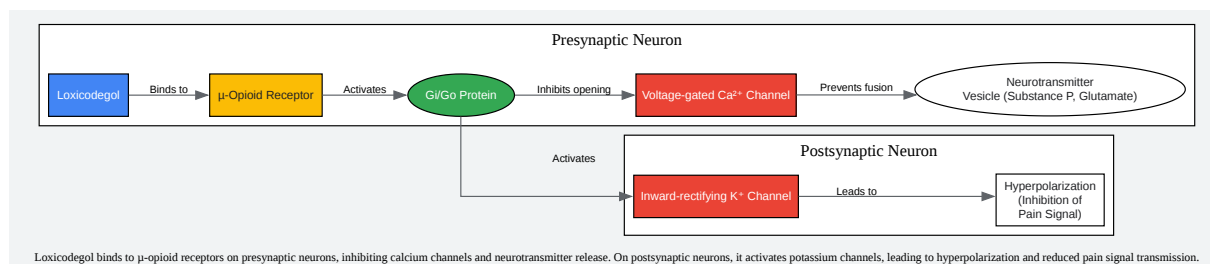 Presynaptic Neuron
Loxicodegol
Binds to
µ-Opioid Receptor
Activates
Gi/Go Protein
Inhibits opening
Voltage-gated Ca²⁺ Channel
Prevents fusion
Neurotransmitter
Vesicle (Substance P, Glutamate)
Activates
Postsynaptic Neuron
Inward-rectifying K⁺ Channel
Leads to
Hyperpolarization
(Inhibition of
Pain Signal)
Loxicodegol binds to µ-opioid receptors on presynaptic neurons, inhibiting calcium channels and neurotransmitter release. On postsynaptic neurons, it activates potassium channels, leading to hyperpolarization and reduced pain signal transmission.